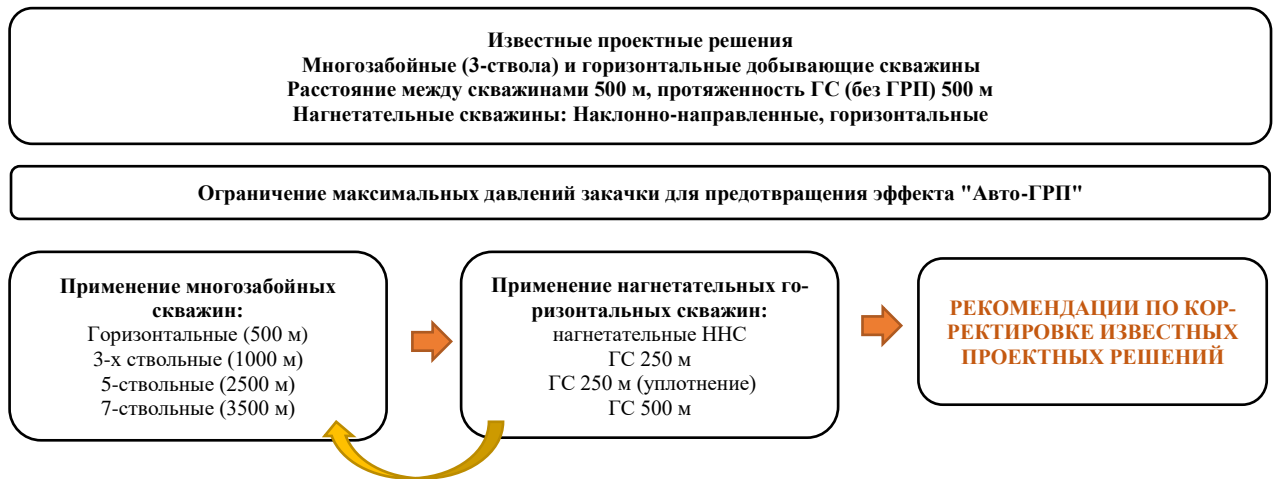 Известные проектные решения
Многозабойные (3-ствола) и горизонтальные добывающие скважины
Расстояние между скважинами 500 м, протяженность ГС (без ГРП) 500 м
Нагнетательные скважины: Наклонно-направленные, горизонтальные
Ограничение максимальных давлений закачки для предотвращения эффекта "Авто-ГРП"
Применение многозабойных
скважин:
Горизонтальные (500 м)
3-х ствольные (1000 м)
5-ствольные (2500 м)
7-ствольные (3500 м)
Применение нагнетательных го-
ризонтальных скважин:
нагнетательные ННС
ГС 250 м
ГС 250 м (уплотнение)
ГС 500 м
РЕКОМЕНДАЦИИ ПО КОР-
РЕКТИРОВКЕ ИЗВЕСТНЫХ
ПРОЕКТНЫХ РЕШЕНИЙ